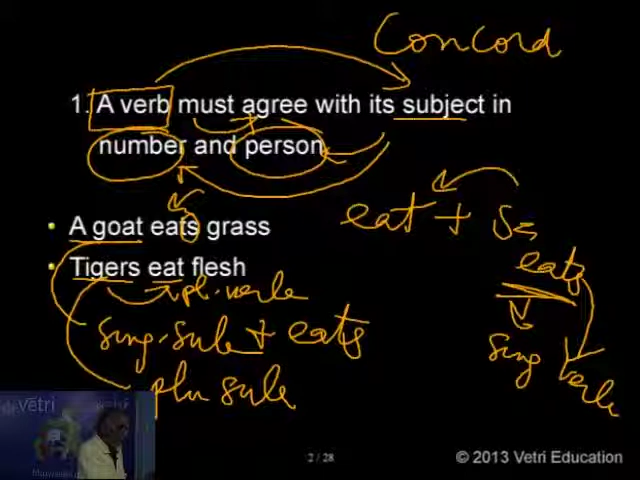 Concord
1. A verb must agree with its subject in
number and person
• A goat eats grass
eat + s =
• Tigers eat flesh
eats
pl. verb
sing. sub + eats
sing verb
plu sub
Vetri
2 / 28
© 2013 Vetri Education